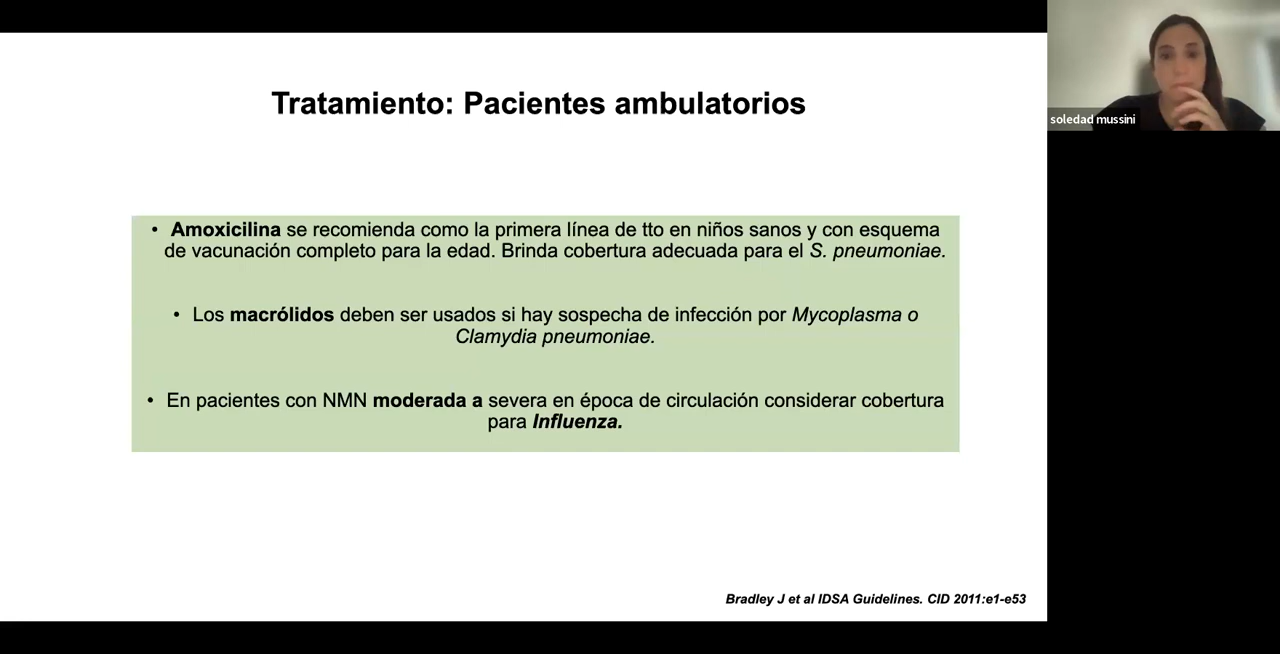 Tratamiento: Pacientes ambulatorios
soledad mussini
• Amoxicilina se recomienda como la primera línea de tto en niños sanos y con esquema
de vacunación completo para la edad. Brinda cobertura adecuada para el S. pneumoniae.
• Los macrólidos deben ser usados si hay sospecha de infección por Mycoplasma o
Clamydia pneumoniae.
• En pacientes con NMN moderada a severa en época de circulación considerar cobertura
para Influenza.
Bradley J et al IDSA Guidelines. CID 2011:e1-e53